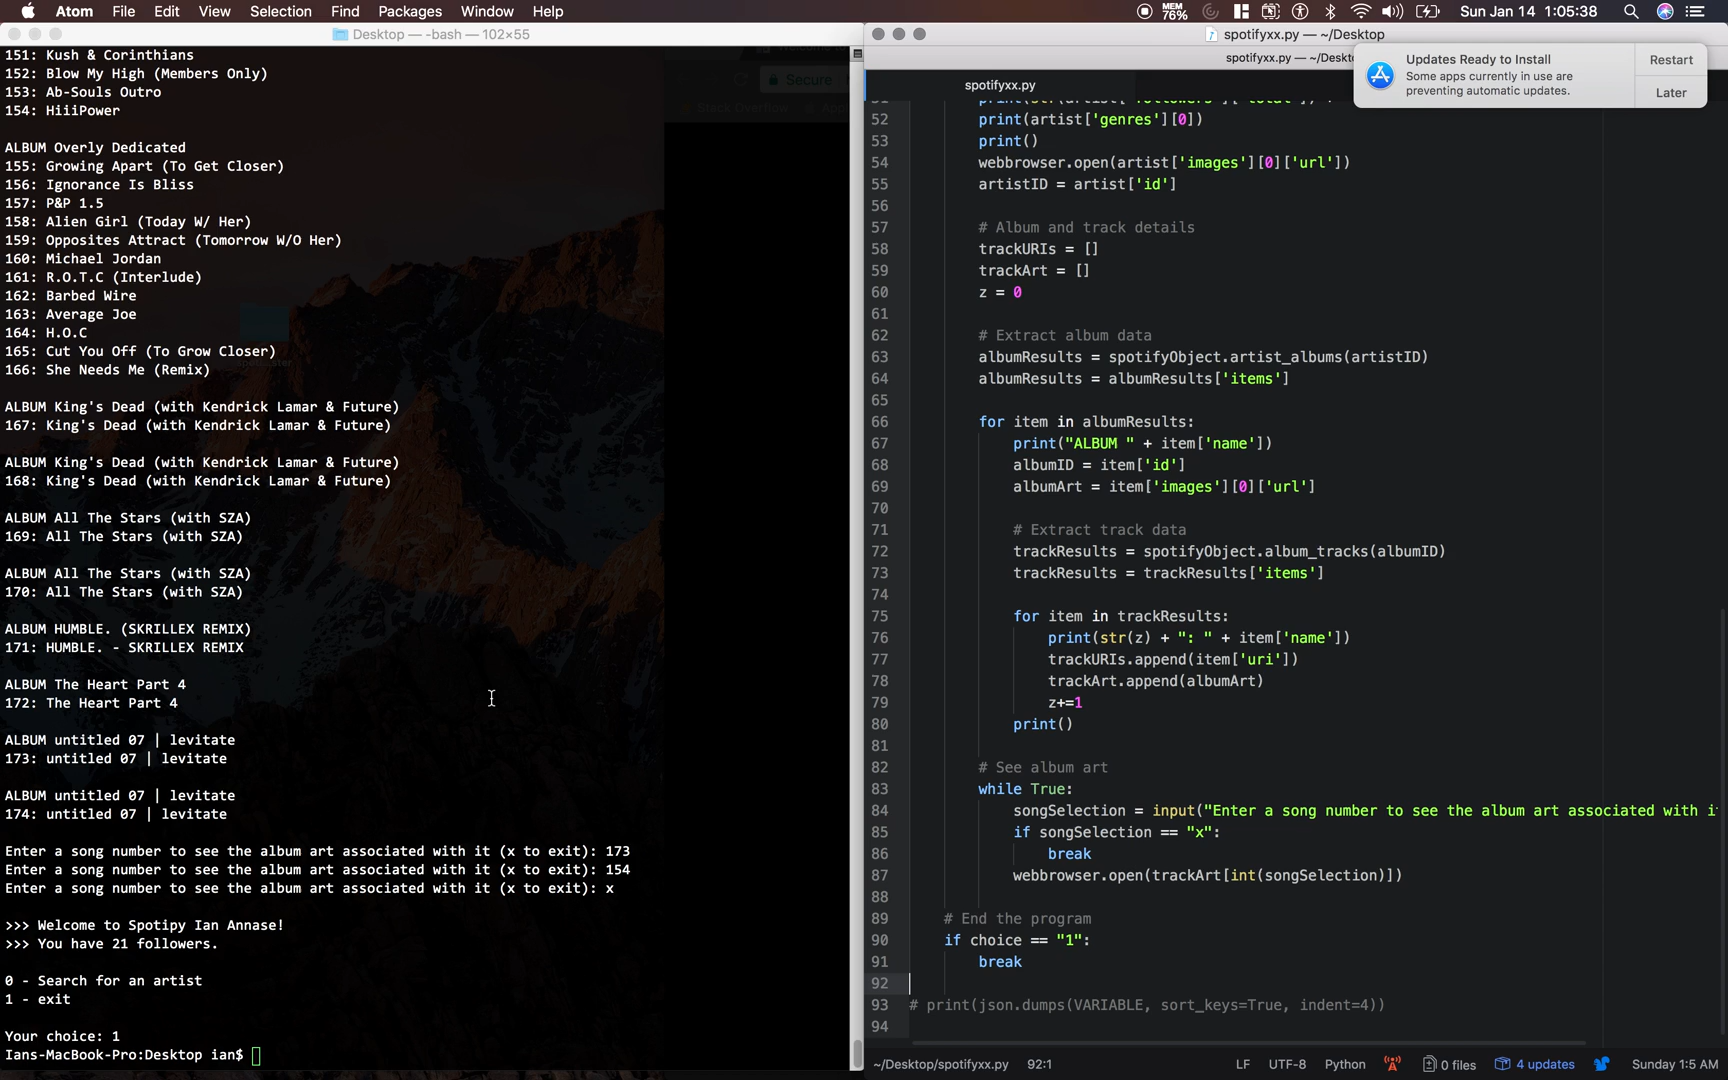 Atom File Edit View Selection Find Packages Window Help
MEM 76% Sun Jan 14 1:05:38
Desktop — -bash — 102×55
151: Kush & Corinthians
152: Blow My High (Members Only)
153: Ab-Souls Outro
154: HiiiPower
ALBUM Overly Dedicated
155: Growing Apart (To Get Closer)
156: Ignorance Is Bliss
157: P&P 1.5
158: Alien Girl (Today W/ Her)
159: Opposites Attract (Tomorrow W/O Her)
160: Michael Jordan
161: R.O.T.C (Interlude)
162: Barbed Wire
163: Average Joe
164: H.O.C
165: Cut You Off (To Grow Closer)
166: She Needs Me (Remix)
ALBUM King's Dead (with Kendrick Lamar & Future)
167: King's Dead (with Kendrick Lamar & Future)
ALBUM King's Dead (with Kendrick Lamar & Future)
168: King's Dead (with Kendrick Lamar & Future)
ALBUM All The Stars (with SZA)
169: All The Stars (with SZA)
ALBUM All The Stars (with SZA)
170: All The Stars (with SZA)
ALBUM HUMBLE. (SKRILLEX REMIX)
171: HUMBLE. - SKRILLEX REMIX
ALBUM The Heart Part 4
172: The Heart Part 4
ALBUM untitled 07 | levitate
173: untitled 07 | levitate
ALBUM untitled 07 | levitate
174: untitled 07 | levitate
Enter a song number to see the album art associated with it (x to exit): 173
Enter a song number to see the album art associated with it (x to exit): 154
Enter a song number to see the album art associated with it (x to exit): x
>>> Welcome to Spotipy Ian Annase!
>>> You have 21 followers.
0 - Search for an artist
1 - exit
Your choice: 1
Ians-MacBook-Pro:Desktop ian$
Secure
Stack Overflow
spotifyxx.py — ~/Desktop
spotifyxx.py — ~/Deskt
spotifyxx.py
Updates Ready to Install
Some apps currently in use are
preventing automatic updates.
Restart
Later
51 print(str(artist['followers']['total']) +
52 print(artist['genres'][0])
53 print()
54 webbrowser.open(artist['images'][0]['url'])
55 artistID = artist['id']
56
57 # Album and track details
58 trackURIs = []
59 trackArt = []
60 z = 0
61
62 # Extract album data
63 albumResults = spotifyObject.artist_albums(artistID)
64 albumResults = albumResults['items']
65
66 for item in albumResults:
67 print("ALBUM " + item['name'])
68 albumID = item['id']
69 albumArt = item['images'][0]['url']
70
71 # Extract track data
72 trackResults = spotifyObject.album_tracks(albumID)
73 trackResults = trackResults['items']
74
75 for item in trackResults:
76 print(str(z) + ": " + item['name'])
77 trackURIs.append(item['uri'])
78 trackArt.append(albumArt)
79 z+=1
80 print()
81
82 # See album art
83 while True:
84 songSelection = input("Enter a song number to see the album art associated with i
85 if songSelection == "x":
86 break
87 webbrowser.open(trackArt[int(songSelection)])
88
89 # End the program
90 if choice == "1":
91 break
92
93 # print(json.dumps(VARIABLE, sort_keys=True, indent=4))
94
~/Desktop/spotifyxx.py 92:1 LF UTF-8 Python 0 files 4 updates Sunday 1:5 AM